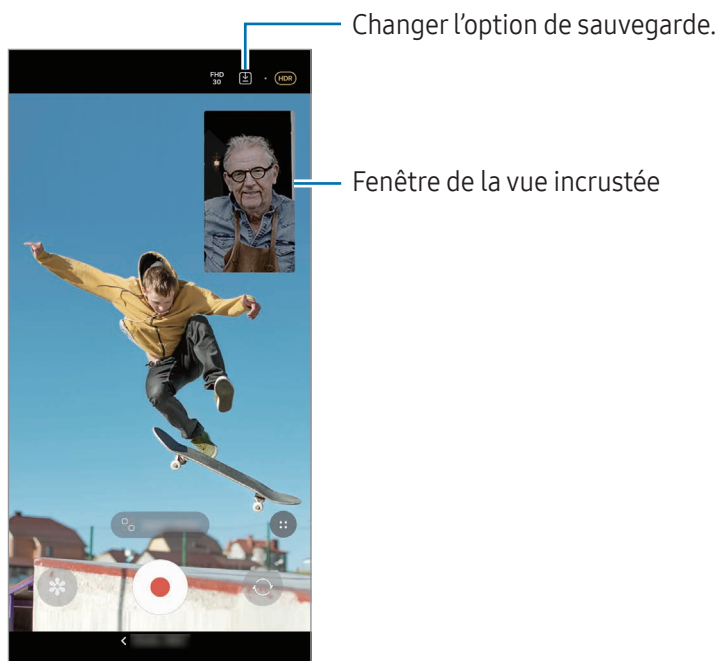 Changer l’option de sauvegarde.
FHD
30
HDR
Fenêtre de la vue incrustée